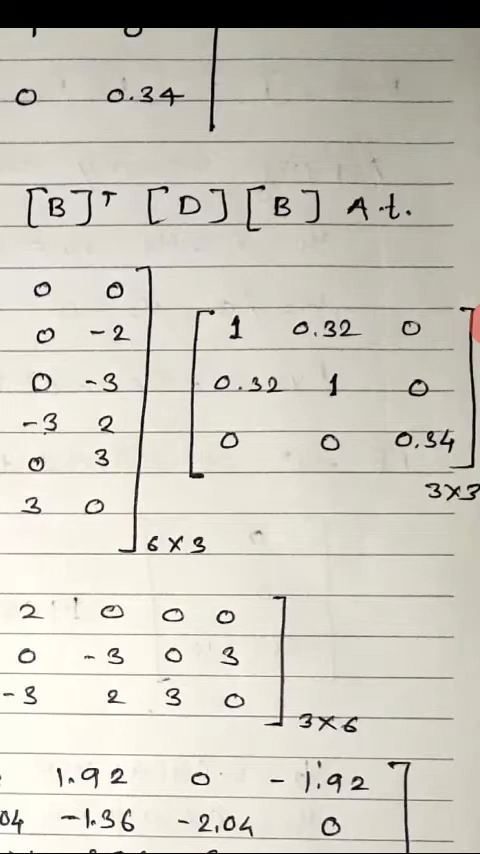 0 0.34
[B]ᵀ [D] [B] A.t.
0 0
0 -2
0 -3
-3 2
0 3
3 0
6×3
1 0.32 0
0.32 1 0
0 0 0.34
3×3
2 0 0 0
0 -3 0 3
-3 2 3 0
3×6
1.92 0 -1.92
04 -1.36 -2.04 0